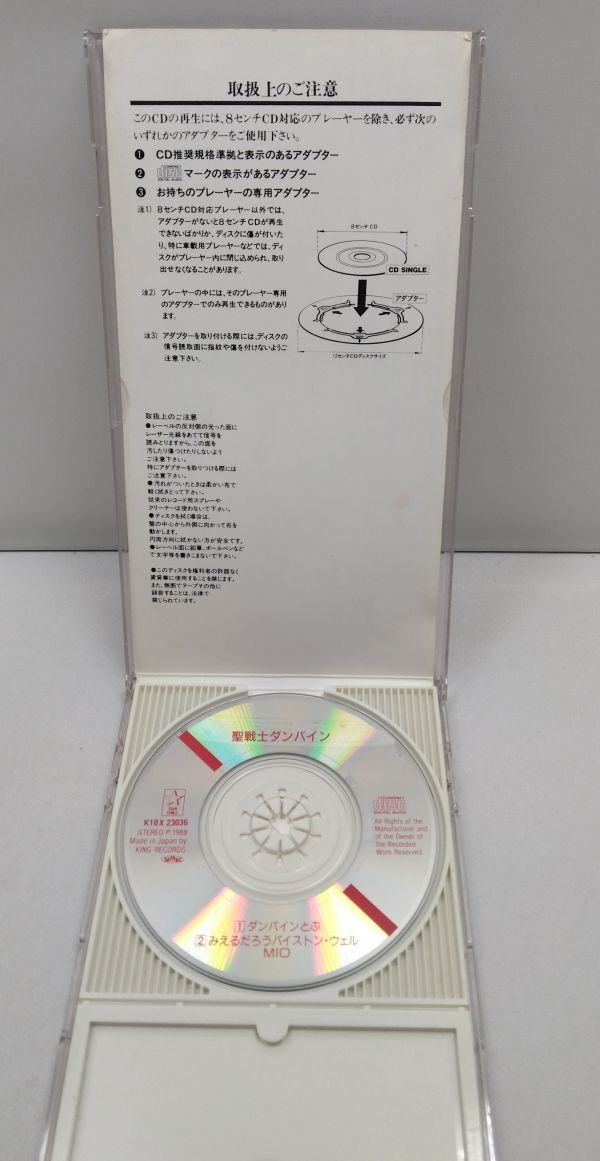 取扱上のご注意
このCDの再生には、8センチCD対応のプレーヤーを除き、必ず次の
いずれかのアダプターをご使用下さい。
❶ CD推奨規格準拠と表示のあるアダプター
❷ COMPACT disc DIGITAL AUDIO マークの表示があるアダプター
❸ お持ちのプレーヤーの専用アダプター
注1) 8センチCD対応プレーヤー以外では、
アダプターがないと8センチCDが再生
できないばかりか、ディスクに傷が付いた
り、特に車載用プレーヤーなどでは、ディ
スクがプレーヤー内に閉じ込められ、取り
出せなくなることがあります。
注2) プレーヤーの中には、そのプレーヤー専用
のアダプターでのみ再生できるものがあり
ます。
注3) アダプターを取り付ける際には、ディスクの
信号読取面に指紋や傷を付けないようご
注意下さい。
8センチCD
CD SINGLE
アダプター
12センチCDディスクサイズ
取扱上のご注意
●レーベルの反対側の光った面に
レーザー光線をあてて信号を
読みとりますから、この面を
汚したり傷つけたりしないよう
ご注意下さい。
特にアダプターを取りつける際には
ご注意下さい。
●汚れがついたときは柔かい布で
軽く拭きとって下さい。
従来のレコード用スプレーや
クリーナーは使わないで下さい。
●ディスクを拭く場合は、
盤の中心から外側に向かって布を
動かします。
円周方向に拭かない方が安全です。
●レーベル面に鉛筆、ボールペンなど
で文字等を書きこまないで下さい。
●このディスクを権利者の許諾なく
賃貸業に使用することを禁じます。
また、無断でテープその他に
録音することは、法律で
禁じられています。
聖戦士ダンバイン
STAR CHILD
K10X 23036
STEREO ℗ 1988
Made in Japan by
KING RECORDS
COMPACT
disc
DIGITAL AUDIO
All Rights of the
Manufacturer and
of the Owner of
the Recorded
Work Reserved.
1 ダンバインとぶ
2 みえるだろうバイストン・ウェル
MIO